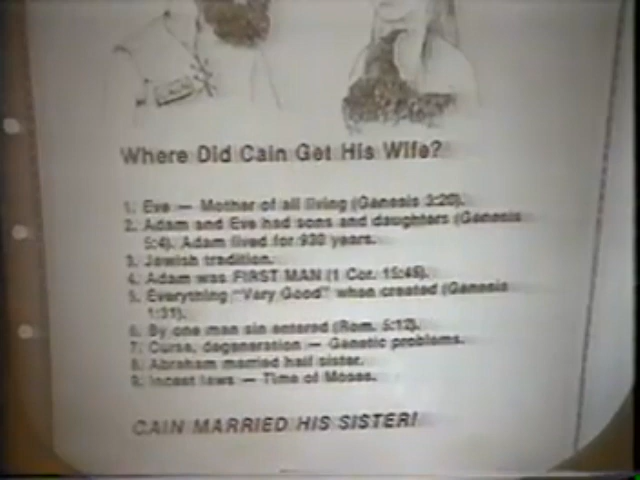 Where Did Cain Get His Wife?
1. Eve — Mother of all living (Genesis 3:20).
2. Adam and Eve had sons and daughters (Genesis
5:4). Adam lived for 930 years.
3. Jewish tradition.
4. Adam was FIRST MAN (1 Cor. 15:45).
5. Everything "Very Good" when created (Genesis
1:31).
6. By one man sin entered (Rom. 5:12).
7. Curse, degeneration — Genetic problems.
8. Abraham married half sister.
9. Incest laws — Time of Moses.
CAIN MARRIED HIS SISTER!